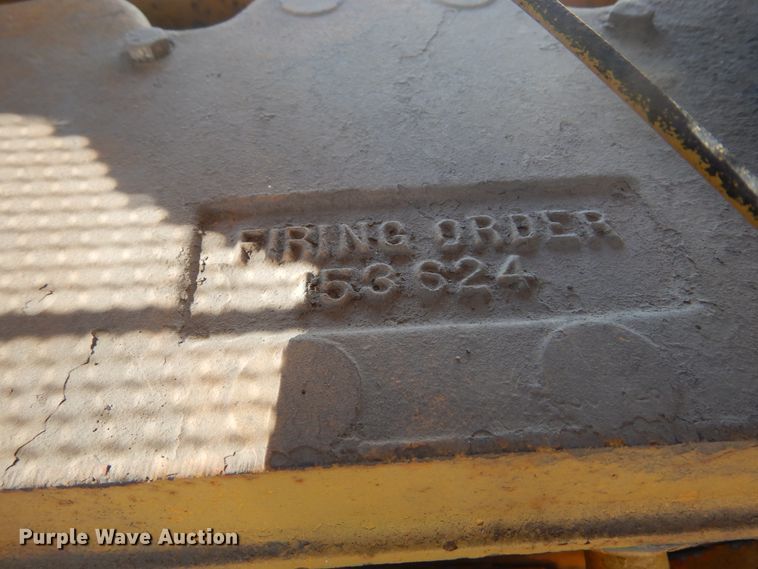 FIRING ORDER
153624
Purple Wave Auction